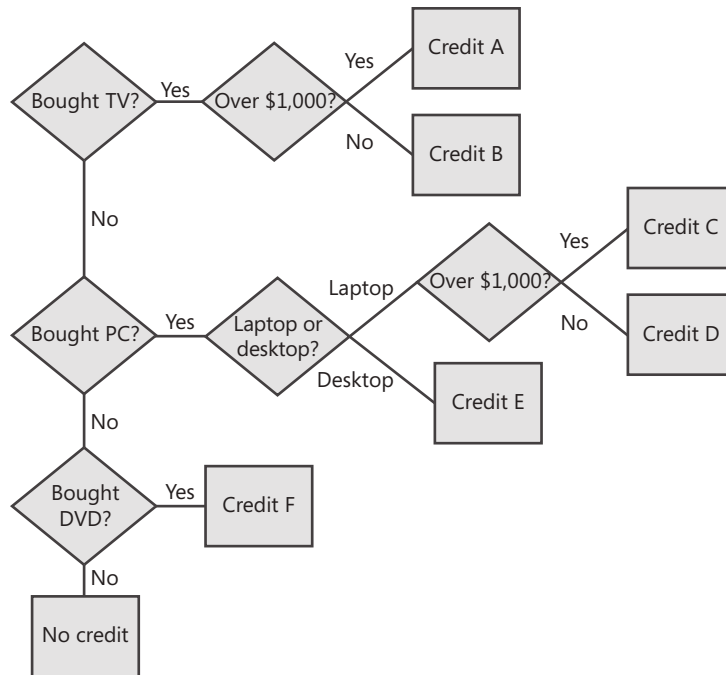 Bought TV?
Yes
Over $1,000?
Yes
Credit A
No
Credit B
No
Bought PC?
Yes
Laptop or
desktop?
Laptop
Over $1,000?
Yes
Credit C
No
Credit D
Desktop
Credit E
No
Bought
DVD?
Yes
Credit F
No
No credit